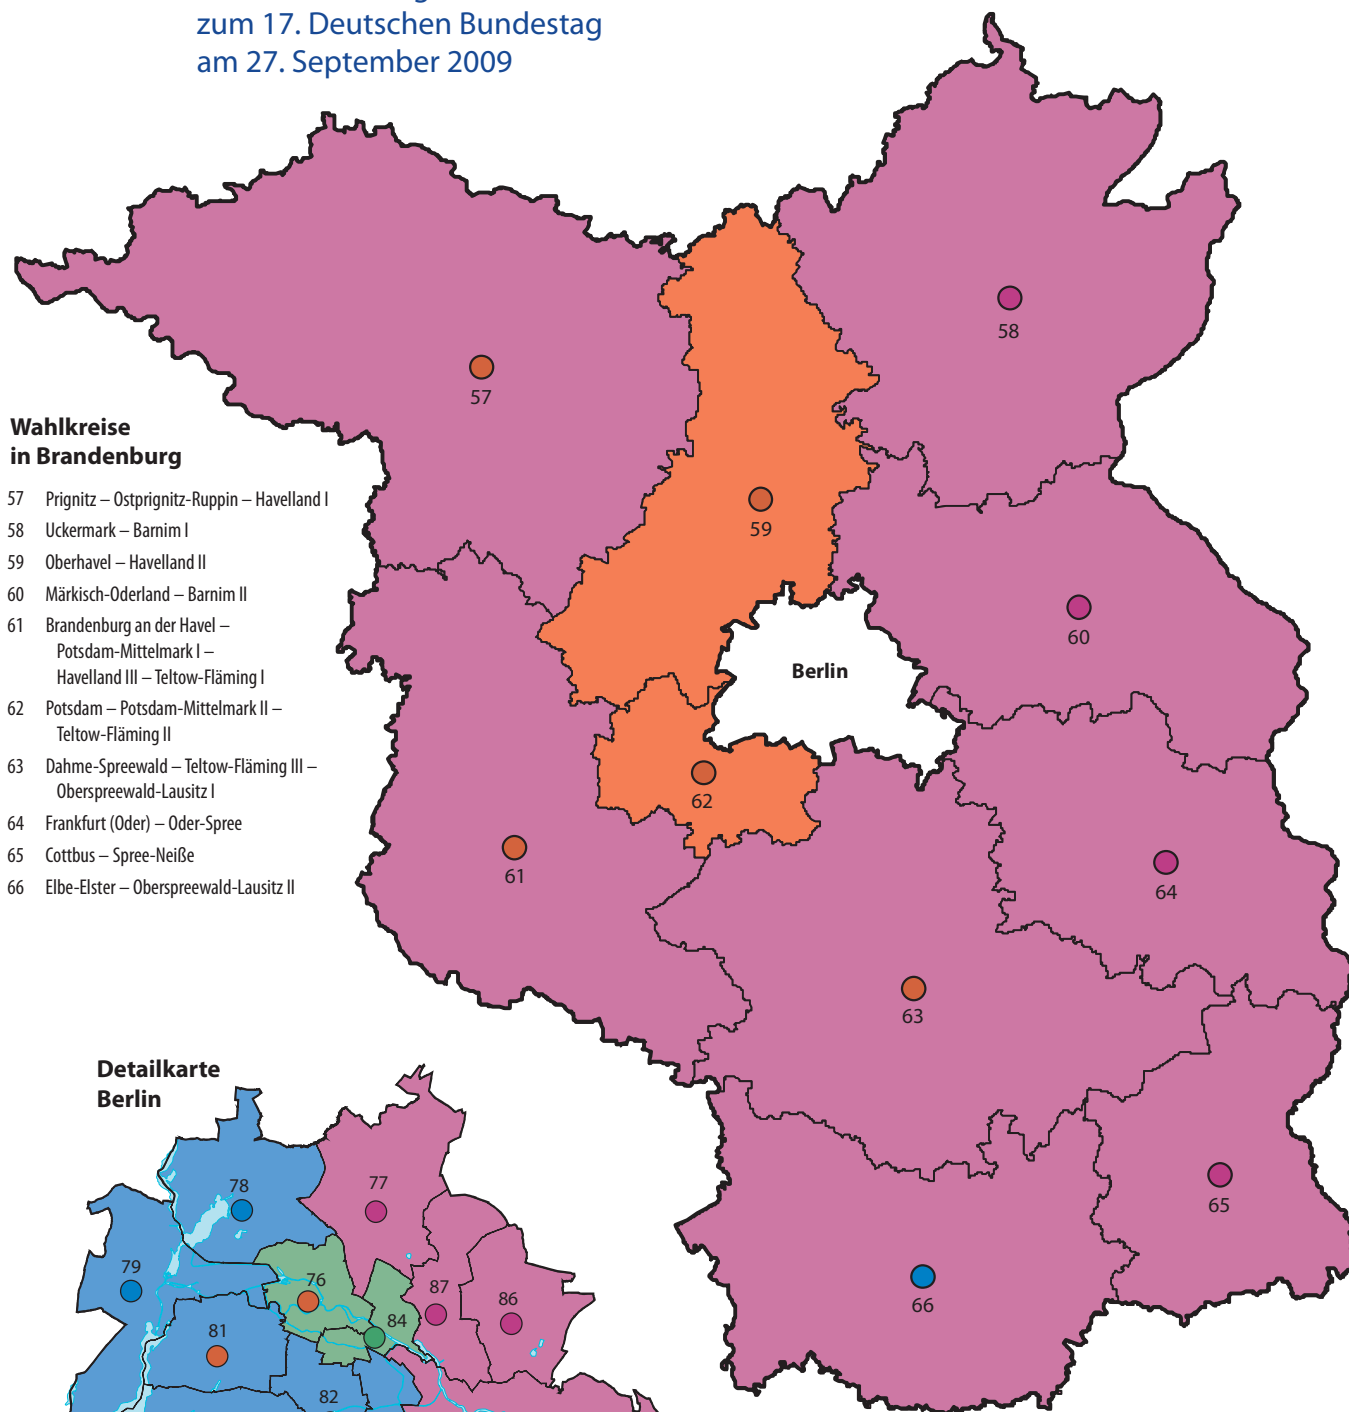 zum 17. Deutschen Bundestag
am 27. September 2009
58
57
Wahlkreise
in Brandenburg
57 Prignitz – Ostprignitz-Ruppin – Havelland I
58 Uckermark – Barnim I
59 Oberhavel – Havelland II
60 Märkisch-Oderland – Barnim II
61 Brandenburg an der Havel –
Potsdam-Mittelmark I –
Havelland III – Teltow-Fläming I
62 Potsdam – Potsdam-Mittelmark II –
Teltow-Fläming II
63 Dahme-Spreewald – Teltow-Fläming III –
Oberspreewald-Lausitz I
64 Frankfurt (Oder) – Oder-Spree
65 Cottbus – Spree-Neiße
66 Elbe-Elster – Oberspreewald-Lausitz II
59
60
Berlin
62
61
64
63
65
66
Detailkarte
Berlin
78
77
79
76
87
86
84
81
82